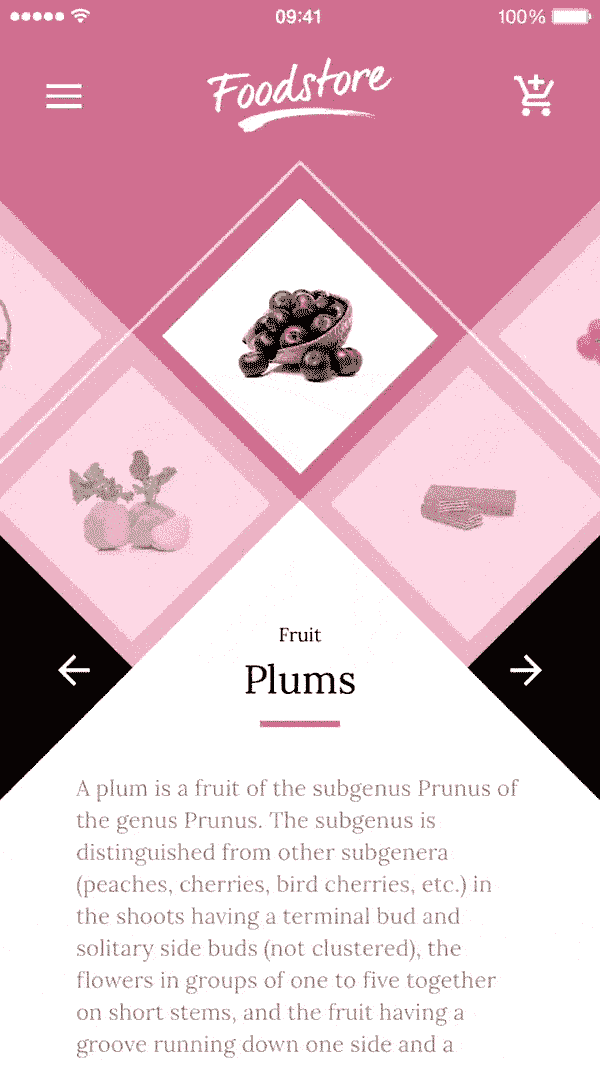 09:41
100%
Foodstore
Fruit
Plums
A plum is a fruit of the subgenus Prunus of
the genus Prunus. The subgenus is
distinguished from other subgenera
(peaches, cherries, bird cherries, etc.) in
the shoots having a terminal bud and
solitary side buds (not clustered), the
flowers in groups of one to five together
on short stems, and the fruit having a
groove running down one side and a